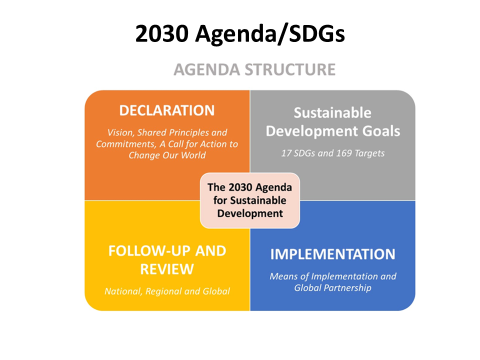 2030 Agenda/SDGs
AGENDA STRUCTURE
DECLARATION
Vision, Shared Principles and
Commitments, A Call for Action to
Change Our World
Sustainable
Development Goals
17 SDGs and 169 Targets
The 2030 Agenda
for Sustainable
Development
FOLLOW-UP AND
REVIEW
National, Regional and Global
IMPLEMENTATION
Means of Implementation and
Global Partnership